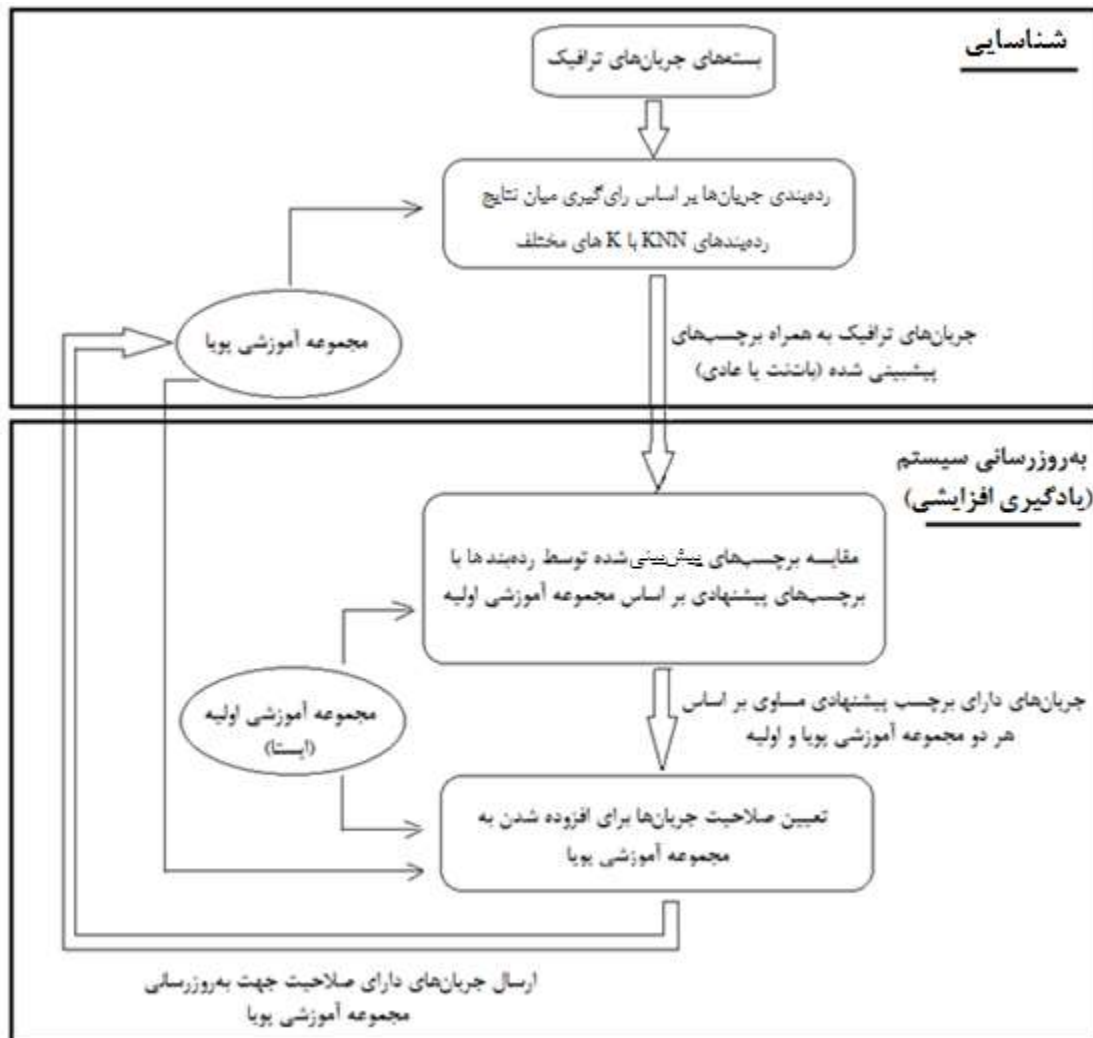 شناسایی
بسته‌های جریان‌های ترافیک
رده‌بندی جریان‌ها بر اساس رای‌گیری میان نتایج
رده‌بندهای KNN با K های مختلف
مجموعه آموزشی پویا
جریان‌های ترافیک به همراه برچسب‌های
پیشبینی شده (بات‌نت یا عادی)
به‌روزرسانی سیستم
(یادگیری افزایشی)
مقایسه برچسب‌های پیش‌بینی شده توسط رده‌بند ها با
برچسب‌های پیشنهادی بر اساس مجموعه آموزشی اولیه
مجموعه آموزشی اولیه
(ایستا)
جریان‌های دارای برچسب پیشنهادی مساوی بر اساس
هر دو مجموعه آموزشی پویا و اولیه
تعیین صلاحیت جریان‌ها برای افزوده شدن به
مجموعه آموزشی پویا
ارسال جریان‌های دارای صلاحیت جهت به‌روزرسانی
مجموعه آموزشی پویا